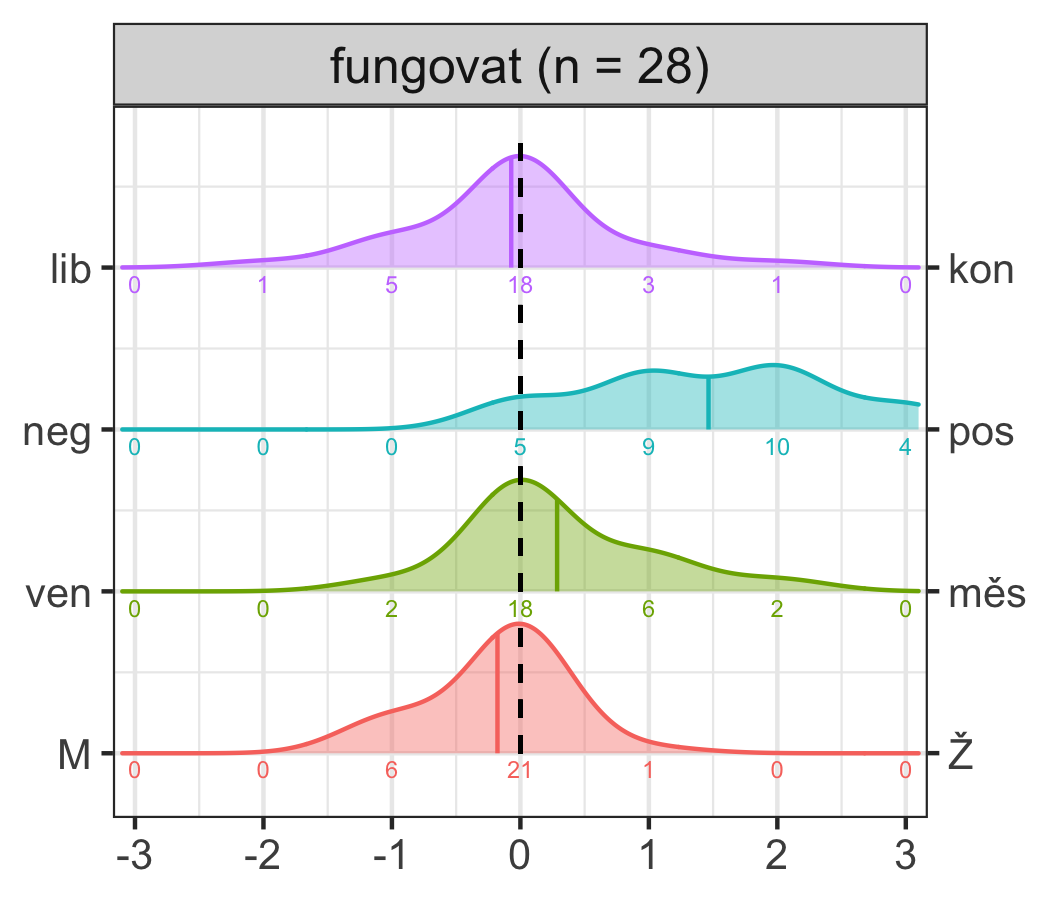 fungovat (n = 28)
lib kon
0 1 5 18 3 1 0
neg pos
0 0 0 5 9 10 4
ven měs
0 0 2 18 6 2 0
M Ž
0 0 6 21 1 0 0
-3 -2 -1 0 1 2 3